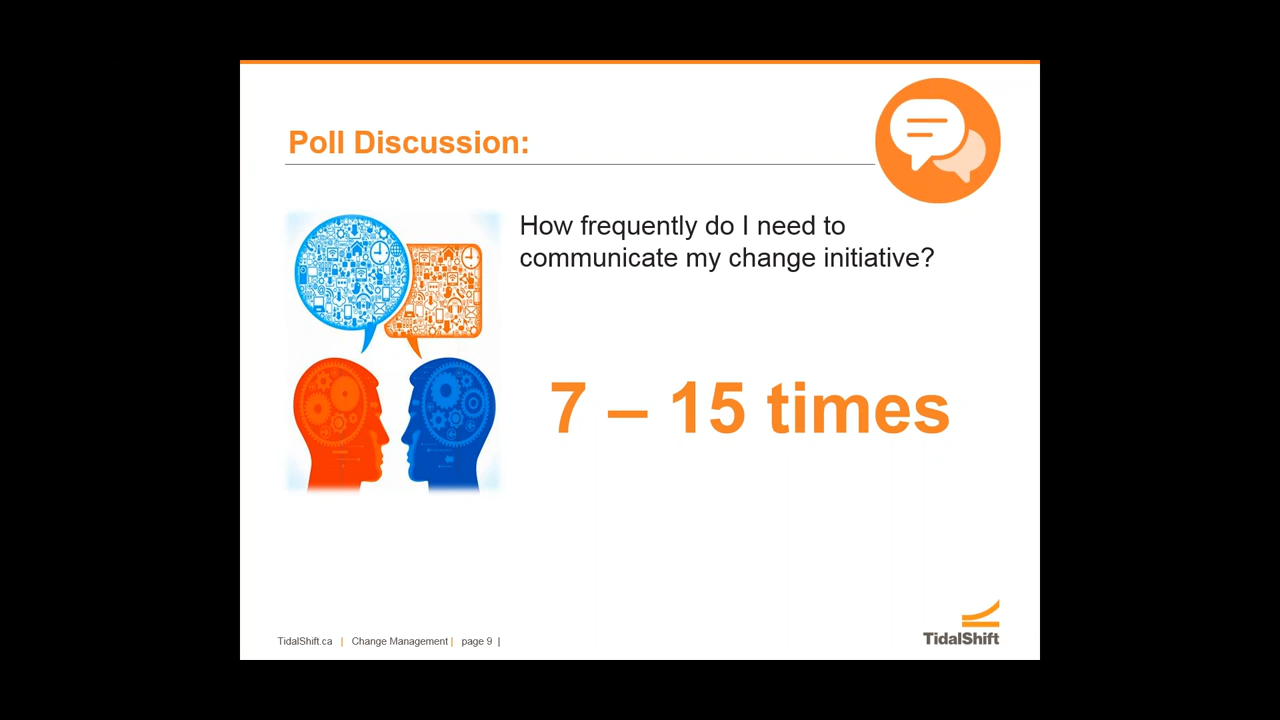 Poll Discussion:
How frequently do I need to
communicate my change initiative?
7 – 15 times
TidalShift.ca | Change Management | page 9 |
TidalShift